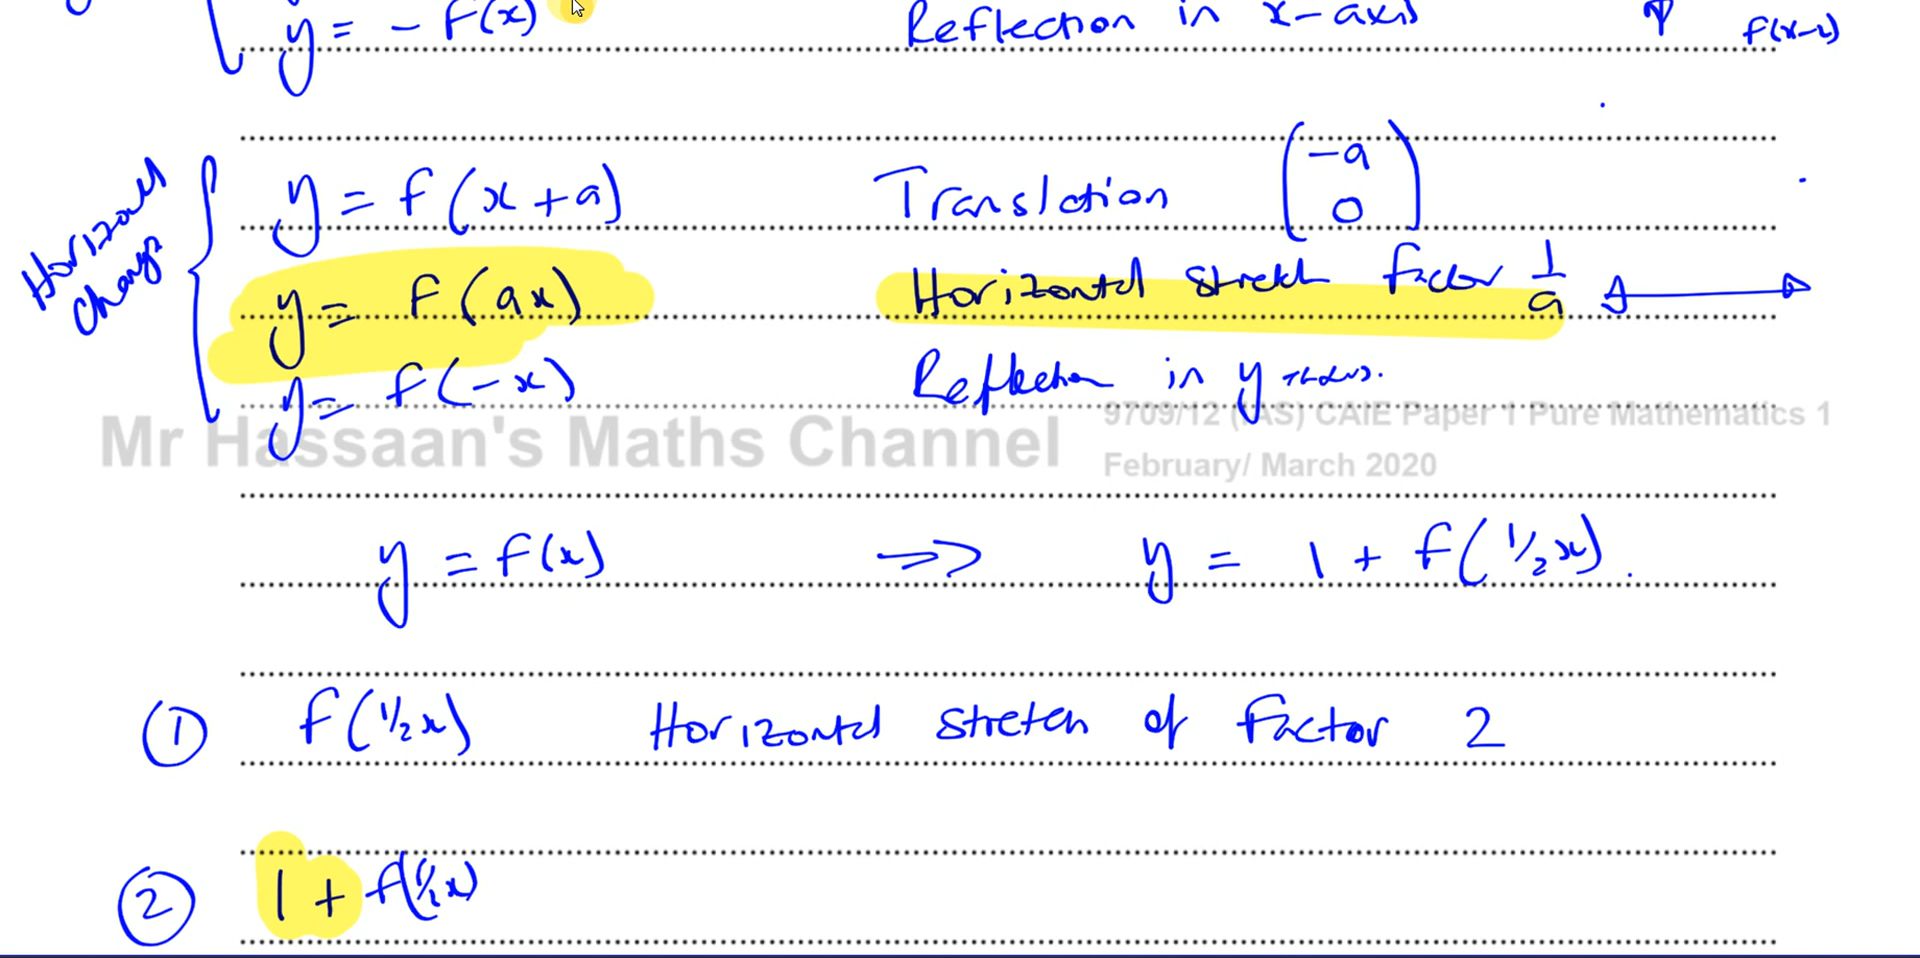 y = - f(x) Reflection in x-axis f(x-2)
Horizontal Change
y = f(x+a) Translation (-a 0)
y = f(ax) Horizontal stretch factor 1/a
y = f(-x) Reflection in y
Mr Hassaan's Maths Channel
9709/12 (AS) CAIE Paper 1 Pure Mathematics 1
February/ March 2020
y = f(x) =>> y = 1 + f(1/2x).
① f(1/2x) Horizontal stretch of factor 2
② 1 + f(1/2x)